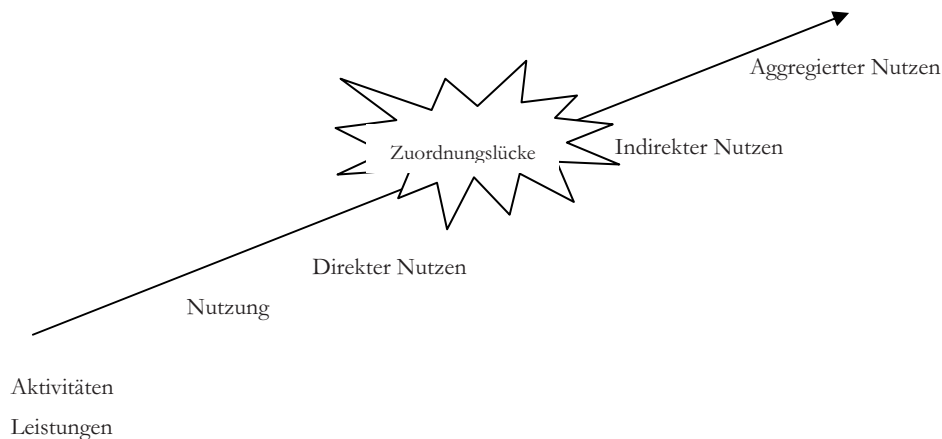 Aggregierter Nutzen
Zuordnungslücke
Indirekter Nutzen
Direkter Nutzen
Nutzung
Aktivitäten
Leistungen